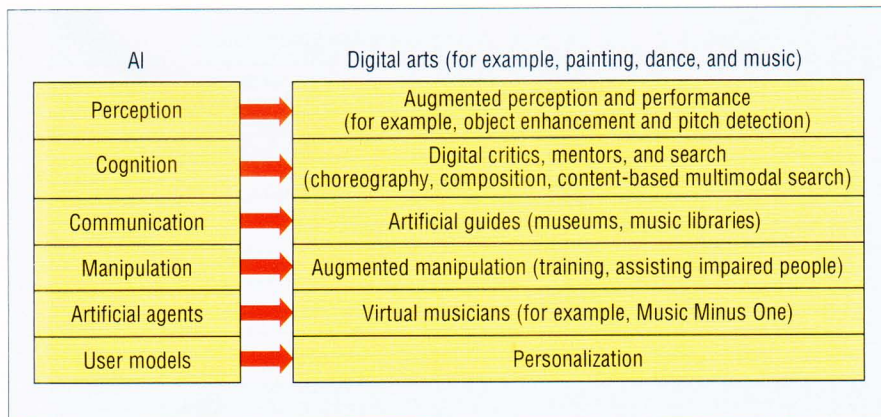 AI
Digital arts (for example, painting, dance, and music)
Perception
Augmented perception and performance
(for example, object enhancement and pitch detection)
Cognition
Digital critics, mentors, and search
(choreography, composition, content-based multimodal search)
Communication
Artificial guides (museums, music libraries)
Manipulation
Augmented manipulation (training, assisting impaired people)
Artificial agents
Virtual musicians (for example, Music Minus One)
User models
Personalization